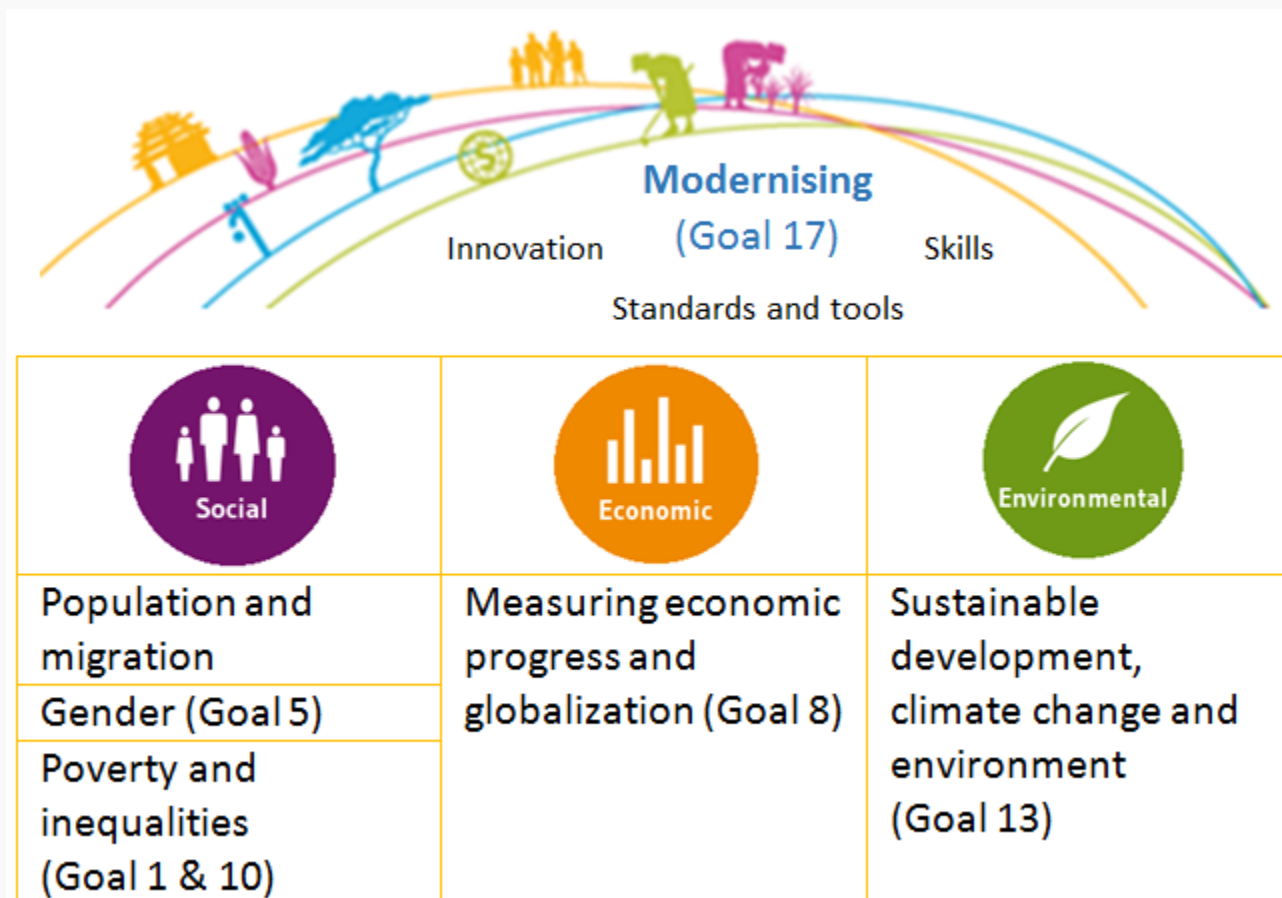 Modernising
(Goal 17)
Innovation
Skills
Standards and tools
Social
Economic
Environmental
Population and
migration
Gender (Goal 5)
Poverty and
inequalities
(Goal 1 & 10)
Measuring economic
progress and
globalization (Goal 8)
Sustainable
development,
climate change and
environment
(Goal 13)